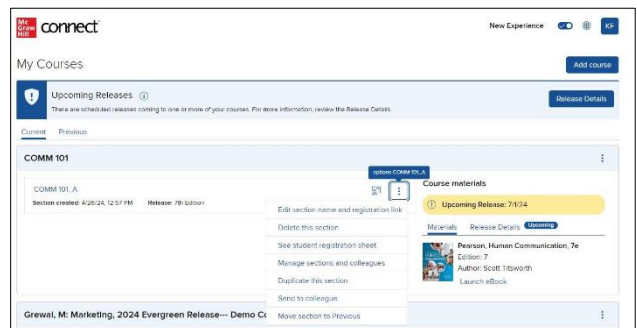 Mc Graw Hill connect
New Experience
KF
My Courses
Add course
Upcoming Releases
There are scheduled releases coming to one or more of your courses. For more information, review the Release Details.
Release Details
Current Previous
COMM 101
options COMM 101_A
COMM 101_A
Section created: 4/26/24, 12:57 PM Release: 7th Edition
Edit section name and registration link
Delete this section
See student registration sheet
Manage sections and colleagues
Duplicate this section
Send to colleague
Move section to Previous
Course materials
Upcoming Release: 7/1/24
Materials Release Details Upcoming
Pearson, Human Communication, 7e
Edition: 7
Author: Scott Titsworth
Launch eBook
Grewal, M: Marketing, 2024 Evergreen Release--- Demo Co